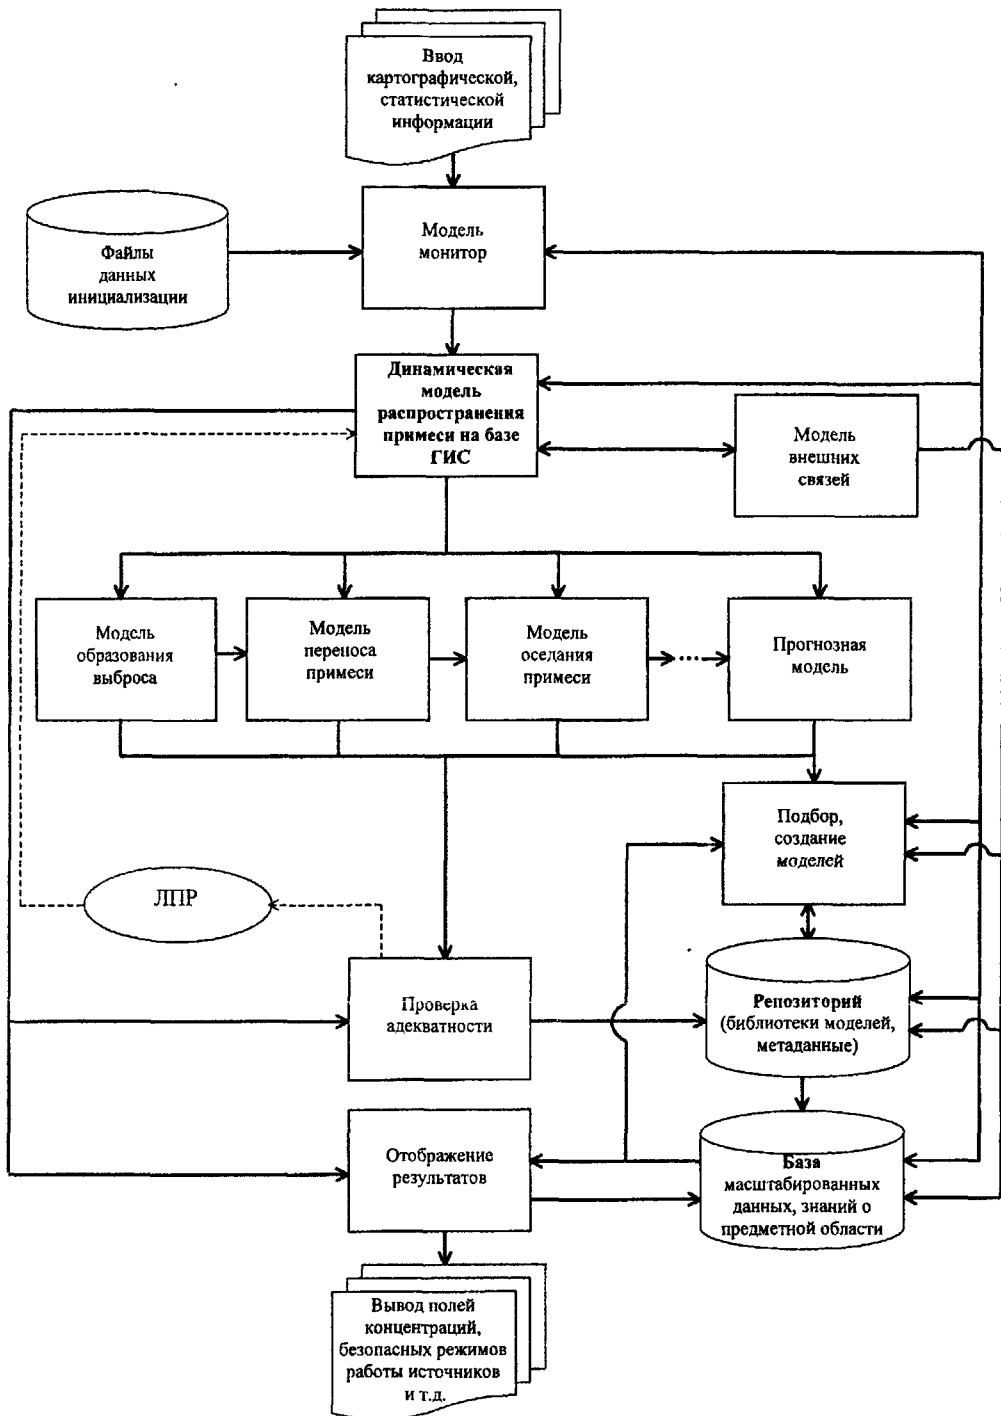 Ввод
картографической,
статистической
информации
Файлы
данных
инициализации
Модель
монитор
Динамическая
модель
распространения
примеси на базе
ГИС
Модель
внешних
связей
Модель
образования
выброса
Модель
переноса
примеси
Модель
оседания
примеси
Прогнозная
модель
Подбор,
создание
моделей
ЛПР
Проверка
адекватности
Репозиторий
(библиотеки моделей,
метаданные)
Отображение
результатов
База
масштабированных
данных, знаний о
предметной области
Вывод полей
концентраций,
безопасных режимов
работы источников
и т.д.